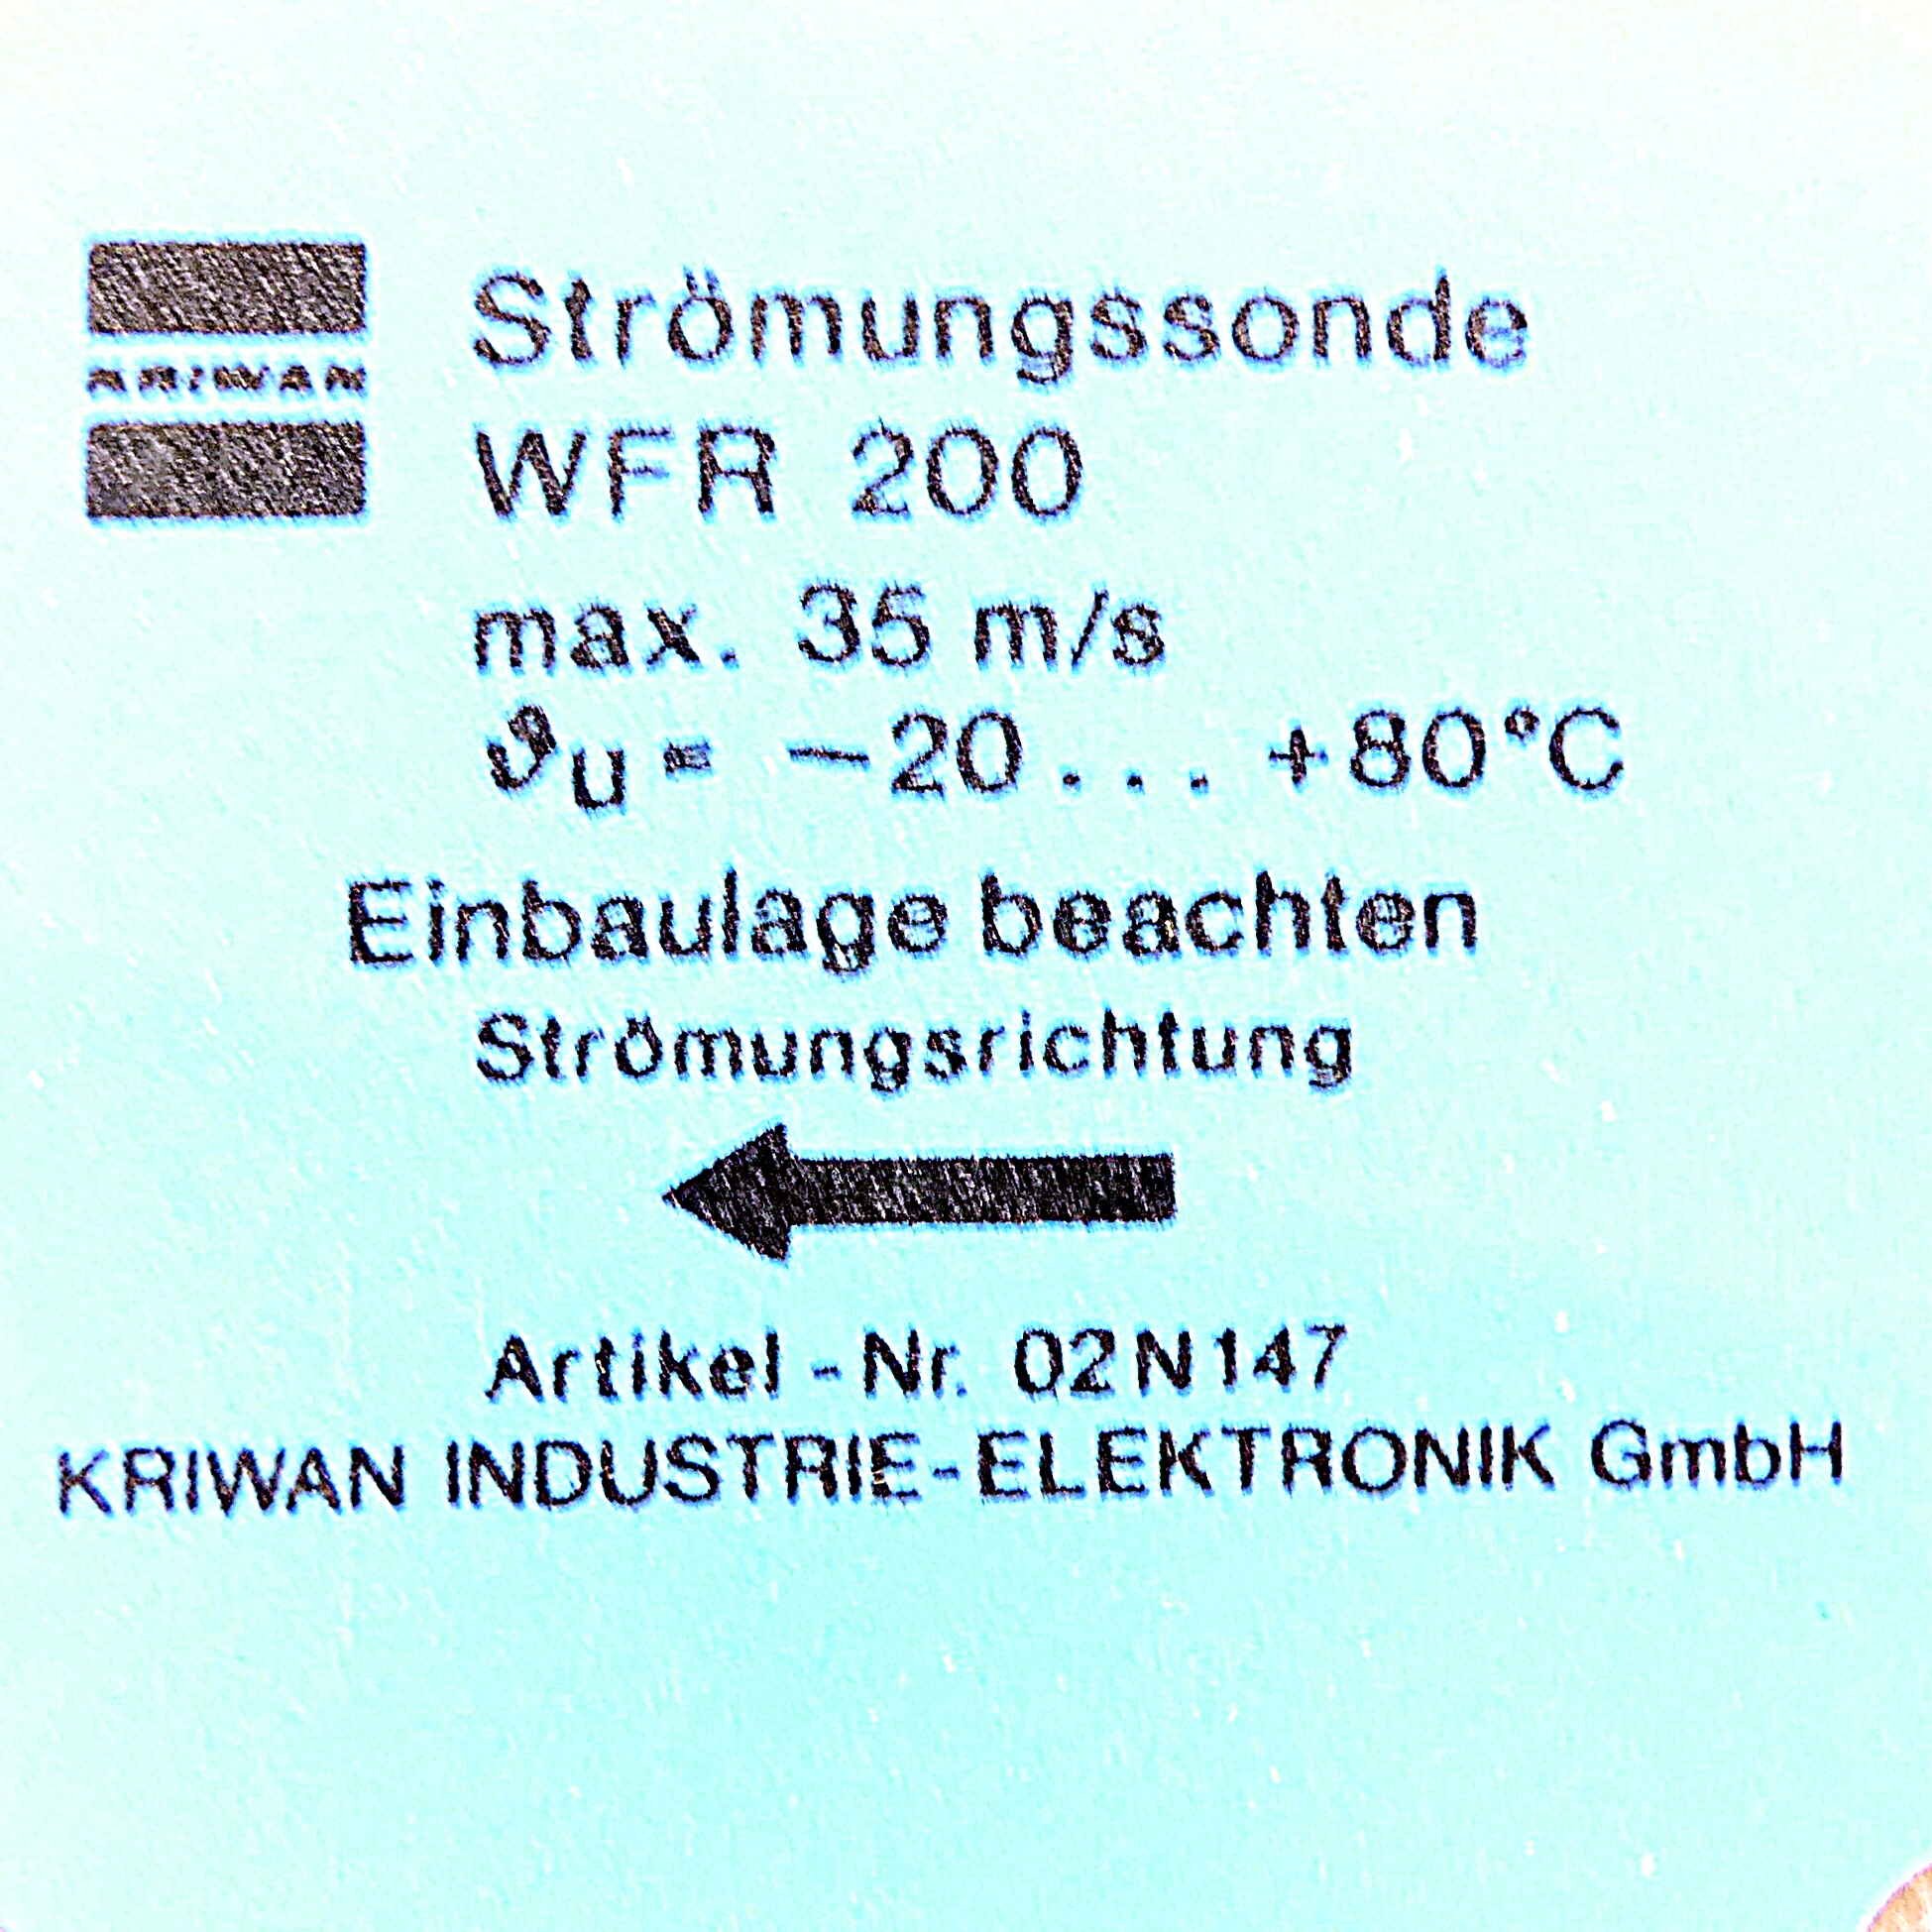 KRIWAN
Strömungssonde
WFR 200
max. 35 m/s
ϑu = −20 . . . +80°C
Einbaulage beachten
Strömungsrichtung
Artikel - Nr. 02N147
KRIWAN INDUSTRIE-ELEKTRONIK GmbH